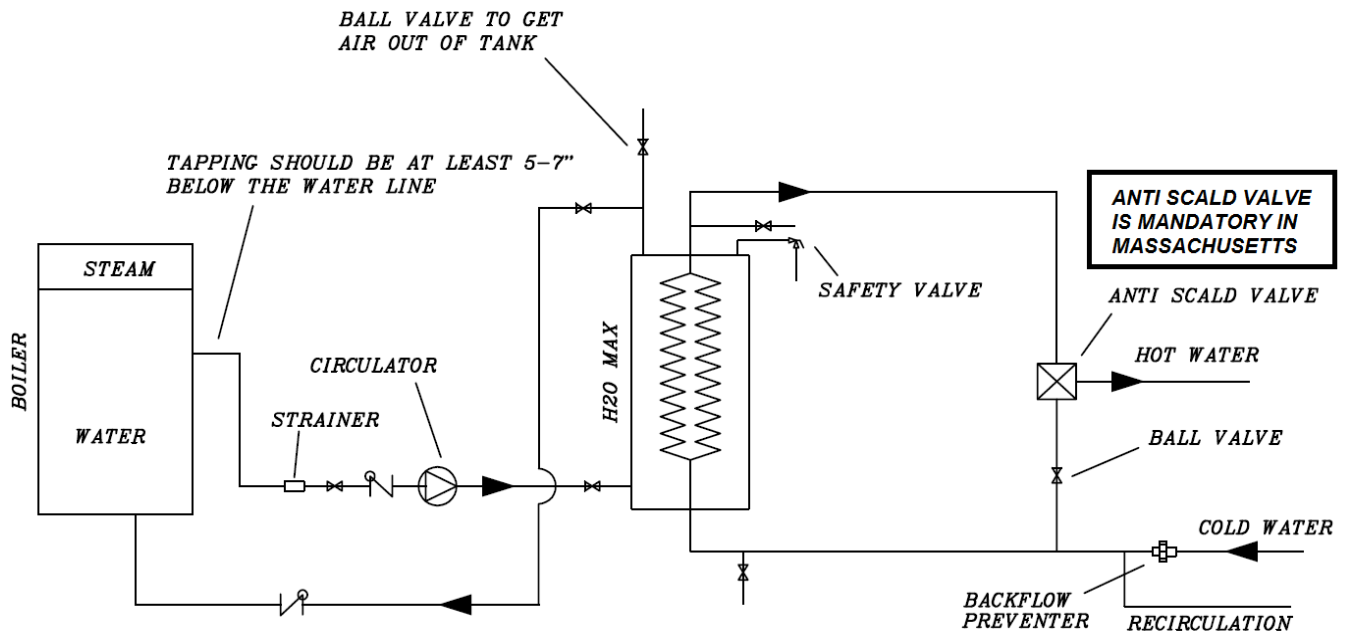 BALL VALVE TO GET
AIR OUT OF TANK
TAPPING SHOULD BE AT LEAST 5-7"
BELOW THE WATER LINE
ANTI SCALD VALVE
IS MANDATORY IN
MASSACHUSETTS
STEAM
SAFETY VALVE
ANTI SCALD VALVE
BOILER
CIRCULATOR
H2O MAX
HOT WATER
STRAINER
WATER
BALL VALVE
COLD WATER
BACKFLOW
PREVENTER
RECIRCULATION